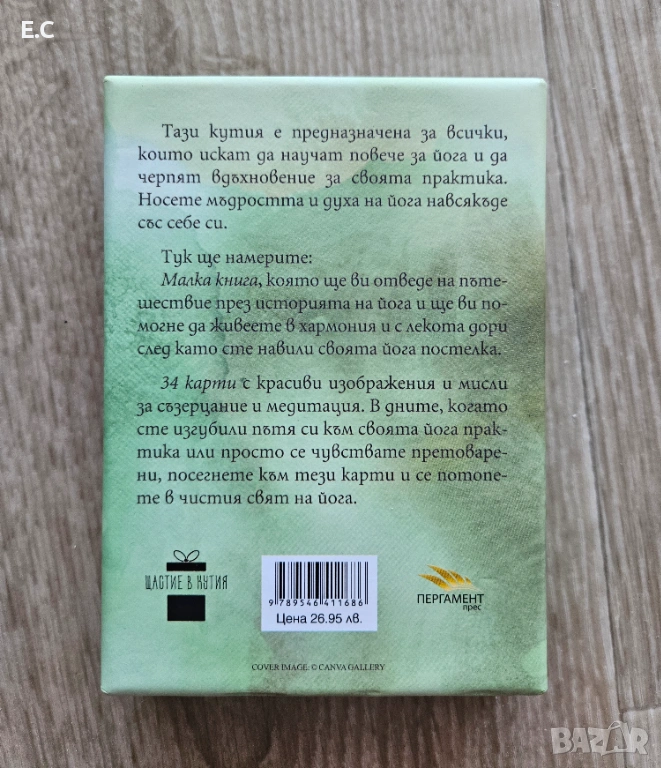 E.C
Тази кутия е предназначена за всички,
които искат да научат повече за йога и да
черпят вдъхновение за своята практика.
Носете мъдростта и духа на йога навсякъде
със себе си.
Тук ще намерите:
Малка книга, която ще ви отведе на пъте-
шествие през историята на йога и ще ви по-
могне да живеете в хармония и с лекота дори
след като сте навили своята йога постелка.
34 карти с красиви изображения и мисли
за съзерцание и медитация. В дните, когато
сте изгубили пътя си към своята йога прак-
тика или просто се чувствате претоваре-
ни, посегнете към тези карти и се потопе-
те в чистия свят на йога.
ЩАСТИЕ В КУТИЯ
9 789546 411686
Цена 26.95 лв.
ПЕРГАМЕНТ
прес
COVER IMAGE: © CANVA GALLERY
BAZAR